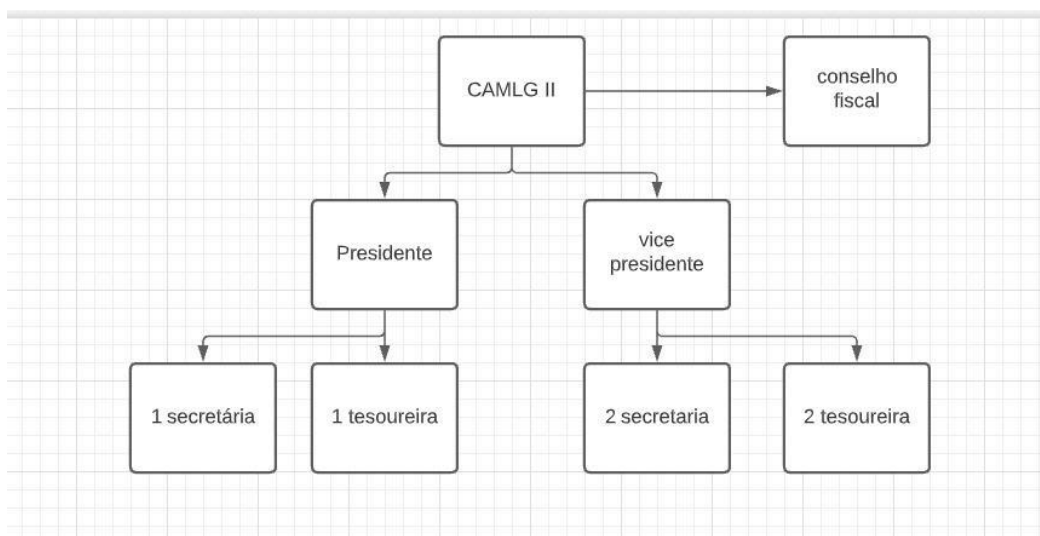 CAMLG II
conselho
fiscal
Presidente
vice
presidente
1 secretária
1 tesoureira
2 secretaria
2 tesoureira